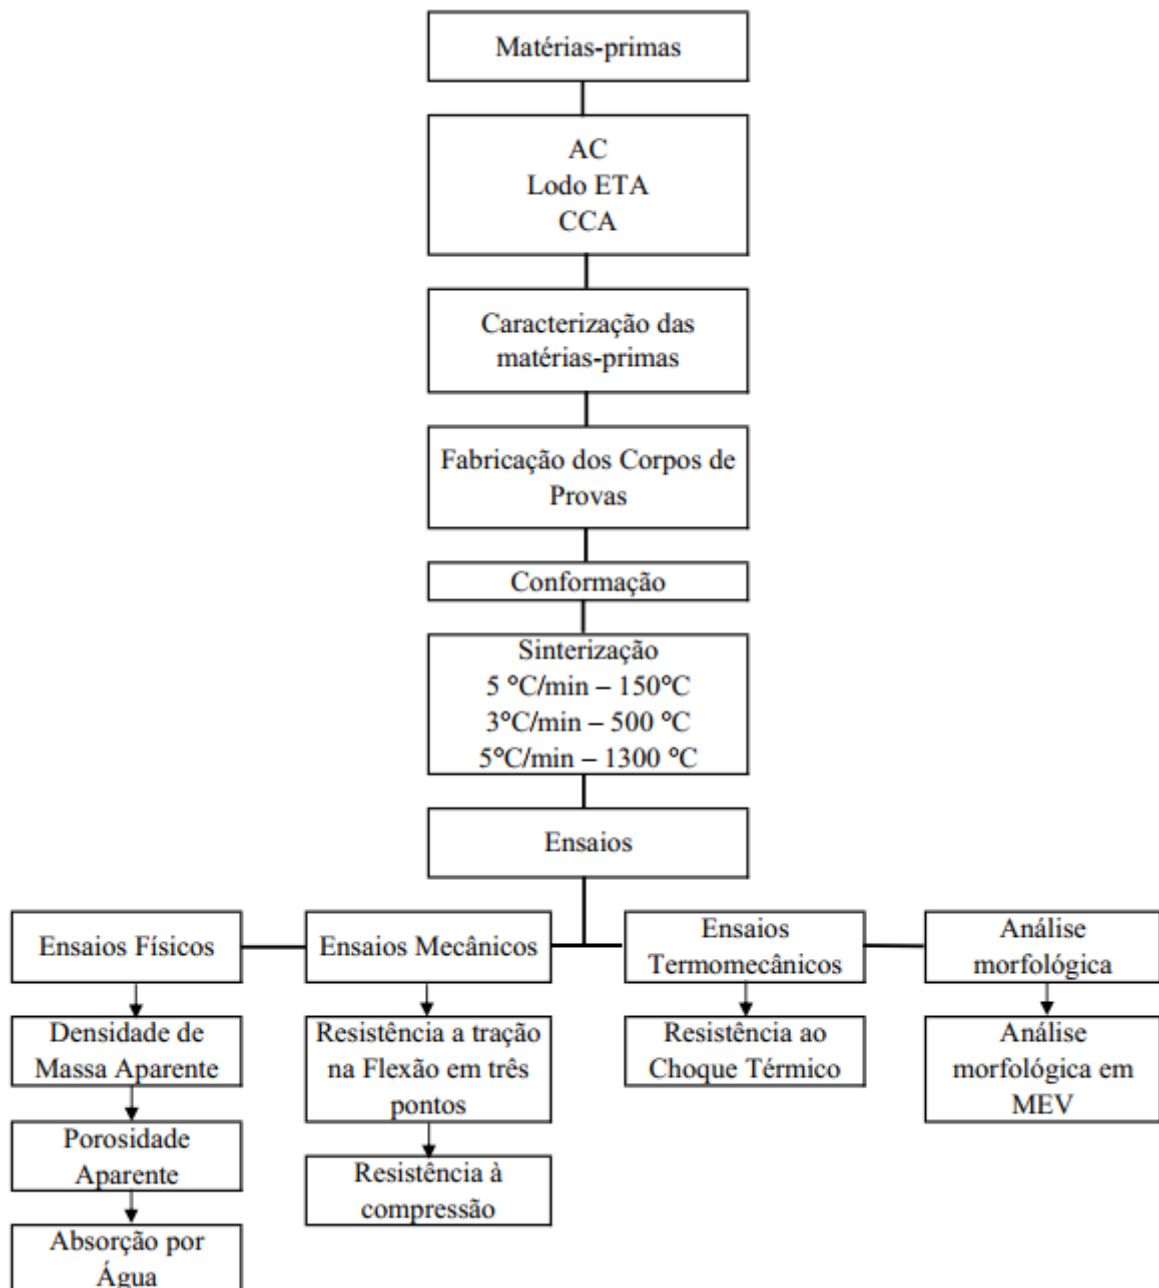 Matérias-primas
AC
Lodo ETA
CCA
Caracterização das
matérias-primas
Fabricação dos Corpos de
Provas
Conformação
Sinterização
5 °C/min – 150°C
3°C/min – 500 °C
5°C/min – 1300 °C
Ensaios
Ensaios Físicos
Densidade de
Massa Aparente
Porosidade
Aparente
Absorção por
Água
Ensaios Mecânicos
Resistência a tração
na Flexão em três
pontos
Resistência à
compressão
Ensaios
Termomecânicos
Resistência ao
Choque Térmico
Análise
morfológica
Análise
morfológica em
MEV